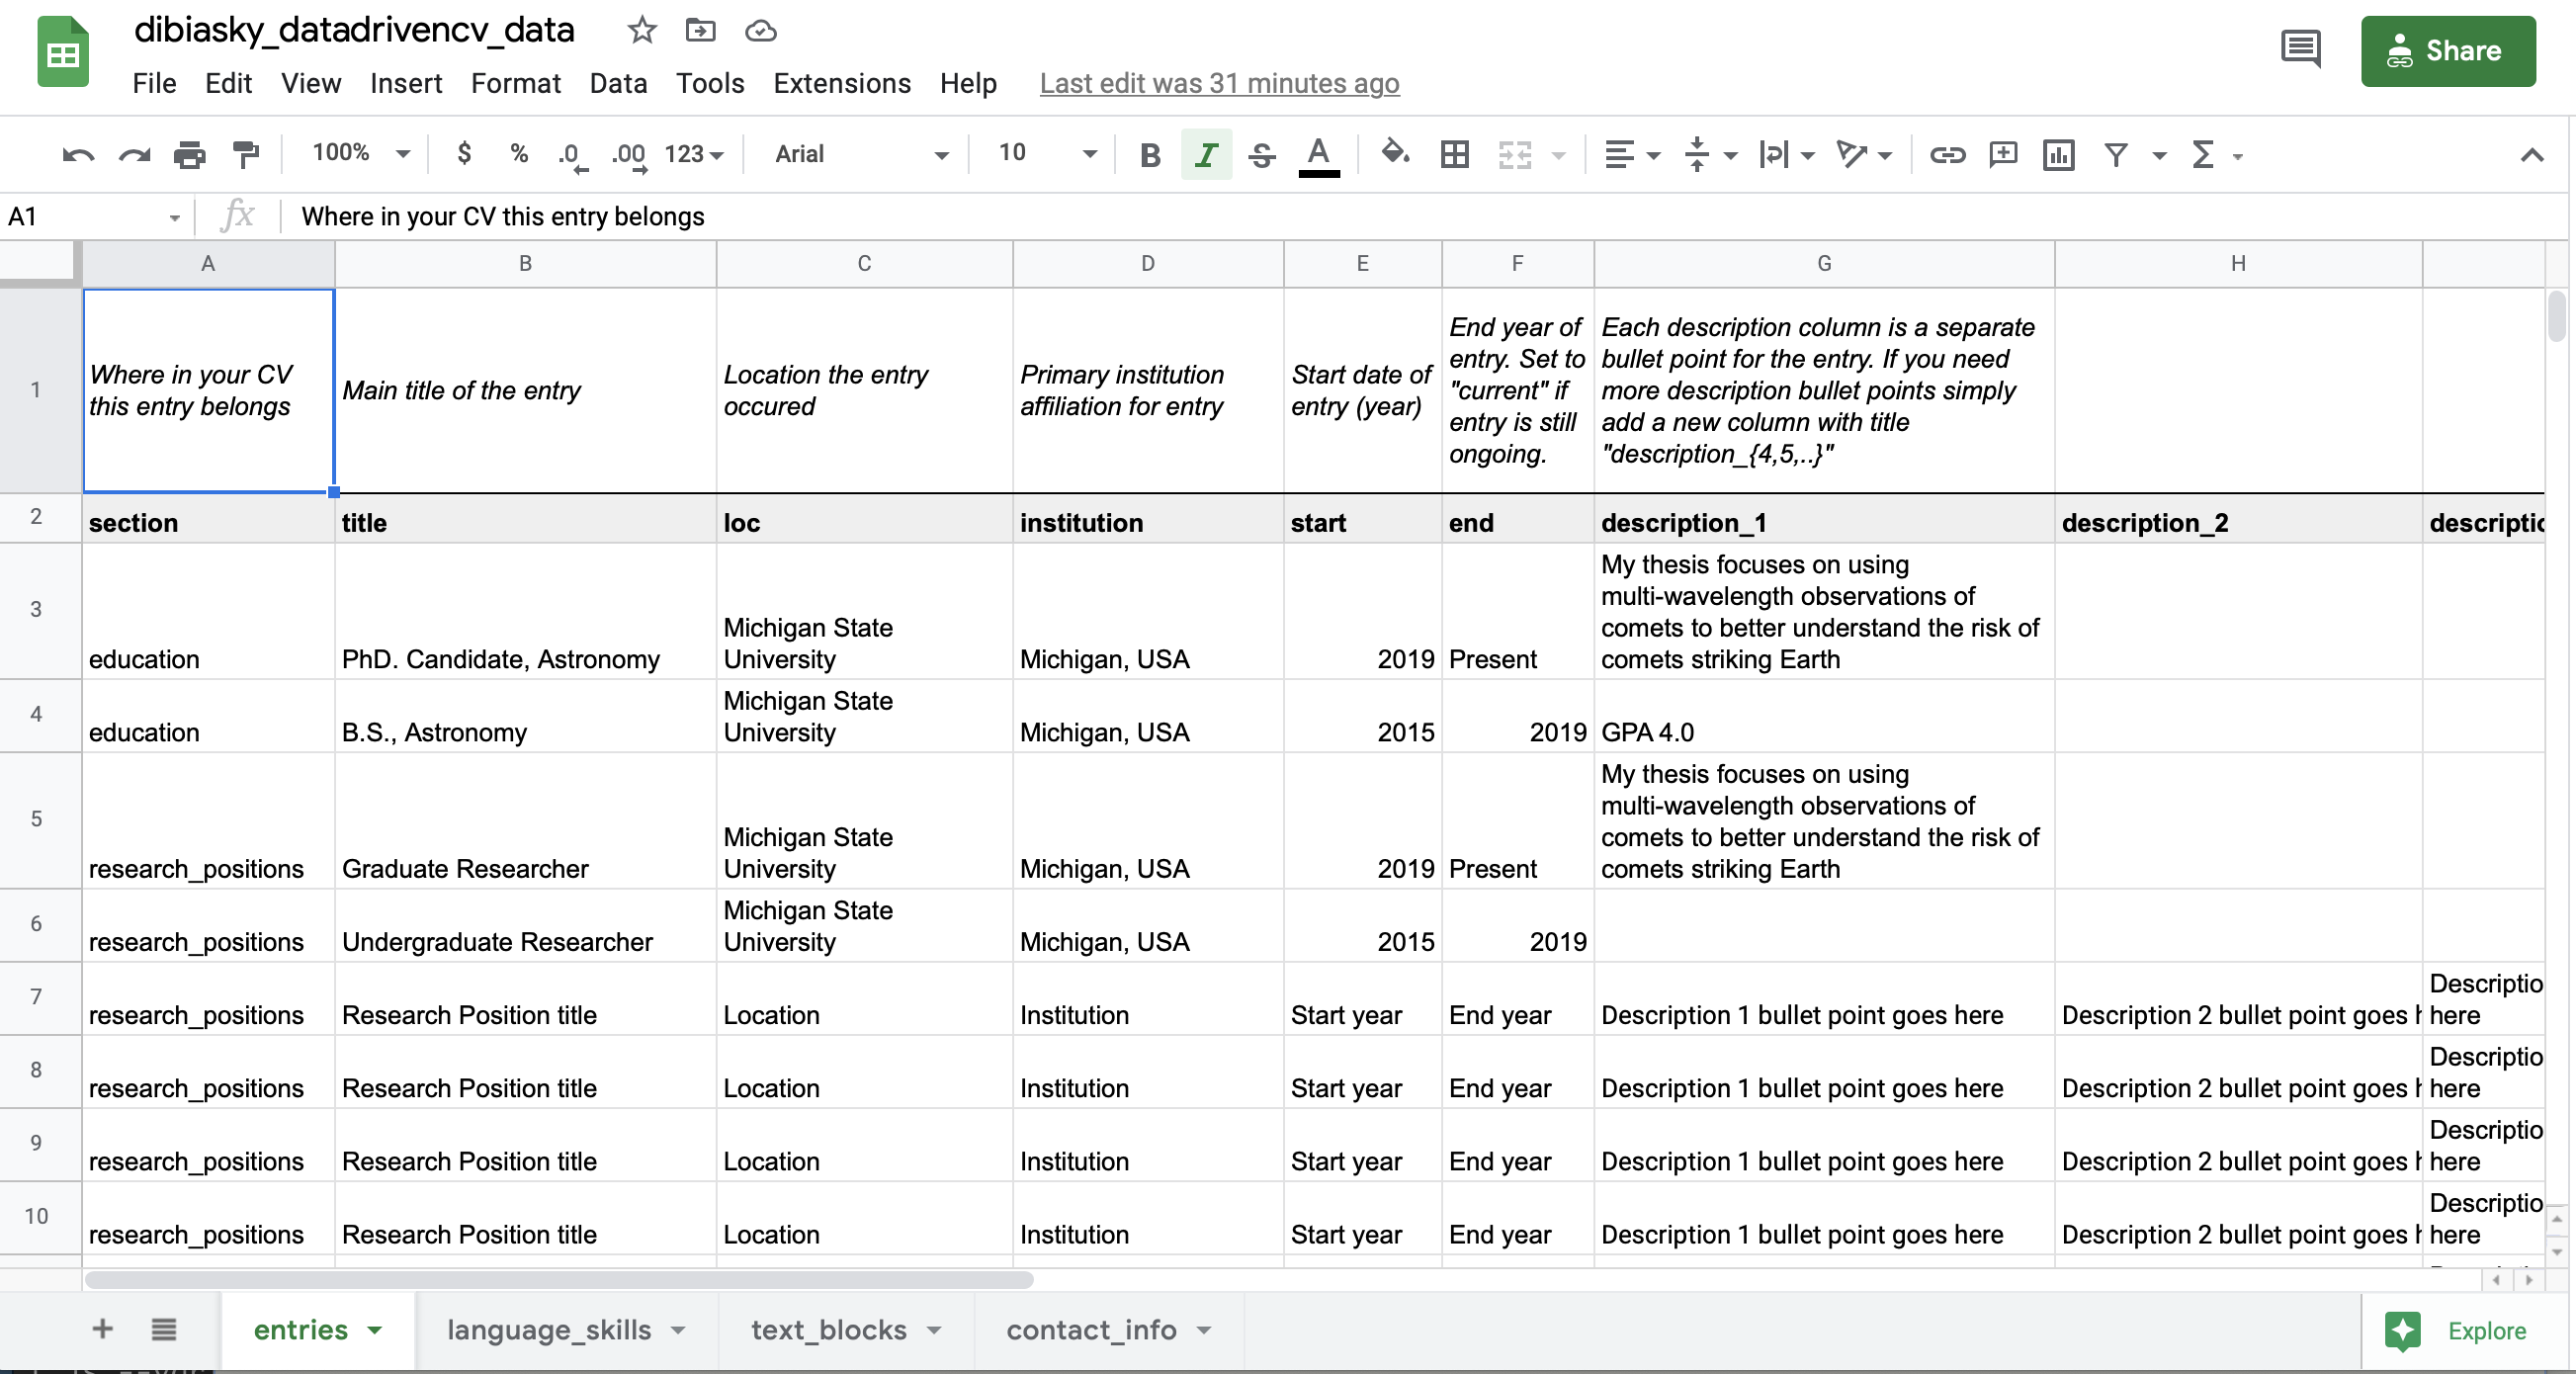 dibiasky_datadrivencv_data
File Edit View Insert Format Data Tools Extensions Help Last edit was 31 minutes ago
Share
100% $ % .0 .00 123 Arial 10 B I S A
A1 fx Where in your CV this entry belongs
A B C D E F G H
1
Where in your CV
this entry belongs
Main title of the entry
Location the entry
occured
Primary institution
affiliation for entry
Start date of
entry (year)
End year of
entry. Set to
"current" if
entry is still
ongoing.
Each description column is a separate
bullet point for the entry. If you need
more description bullet points simply
add a new column with title
"description_{4,5,..}"
2 section title loc institution start end description_1 description_2 descriptic
3 education PhD. Candidate, Astronomy
Michigan State
University
Michigan, USA 2019 Present
My thesis focuses on using
multi-wavelength observations of
comets to better understand the risk of
comets striking Earth
4 education B.S., Astronomy
Michigan State
University
Michigan, USA 2015 2019 GPA 4.0
5 research_positions Graduate Researcher
Michigan State
University
Michigan, USA 2019 Present
My thesis focuses on using
multi-wavelength observations of
comets to better understand the risk of
comets striking Earth
6 research_positions Undergraduate Researcher
Michigan State
University
Michigan, USA 2015 2019
7 research_positions Research Position title Location Institution Start year End year Description 1 bullet point goes here Description 2 bullet point goes
Descriptio
here
8 research_positions Research Position title Location Institution Start year End year Description 1 bullet point goes here Description 2 bullet point goes
Descriptio
here
9 research_positions Research Position title Location Institution Start year End year Description 1 bullet point goes here Description 2 bullet point goes
Descriptio
here
10 research_positions Research Position title Location Institution Start year End year Description 1 bullet point goes here Description 2 bullet point goes
Descriptio
here
entries language_skills text_blocks contact_info Explore